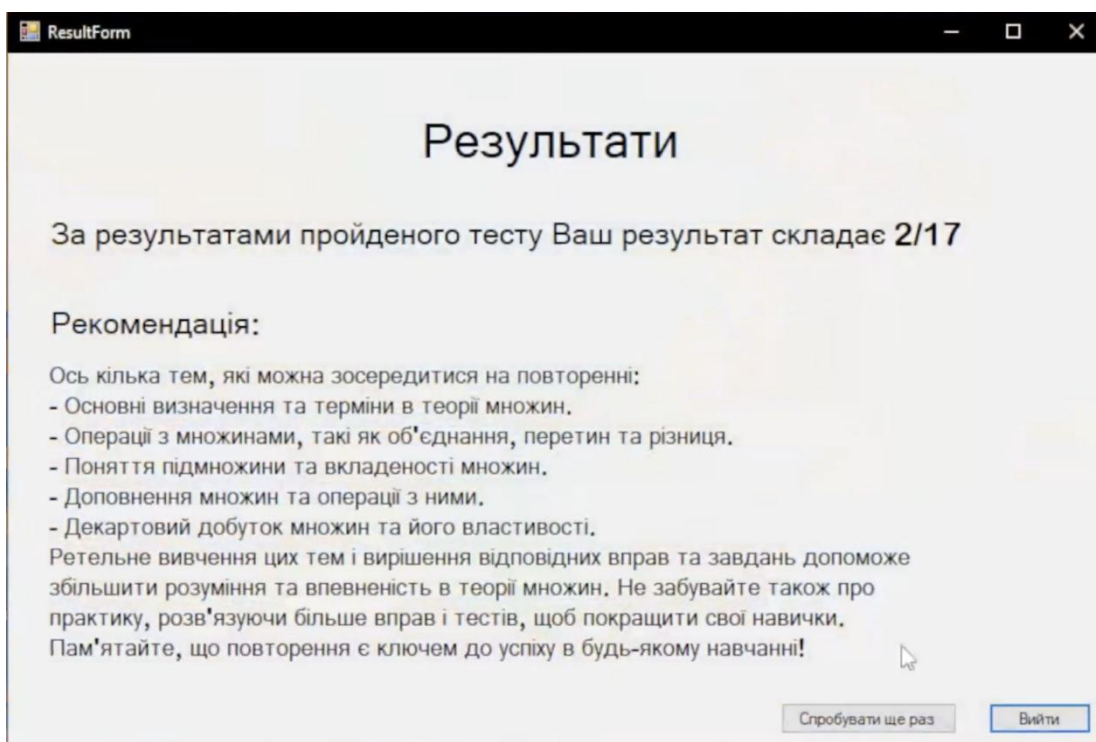 ResultForm
Результати
За результатами пройденого тесту Ваш результат складає 2/17
Рекомендація:
Ось кілька тем, які можна зосередитися на повторенні:
- Основні визначення та терміни в теорії множин.
- Операції з множинами, такі як об'єднання, перетин та різниця.
- Поняття підмножини та вкладеності множин.
- Доповнення множин та операції з ними.
- Декартовий добуток множин та його властивості.
Ретельне вивчення цих тем і вирішення відповідних вправ та завдань допоможе
збільшити розуміння та впевненість в теорії множин. Не забувайте також про
практику, розв'язуючи більше вправ і тестів, щоб покращити свої навички.
Пам'ятайте, що повторення є ключем до успіху в будь-якому навчанні!
Спробувати ще раз Вийти